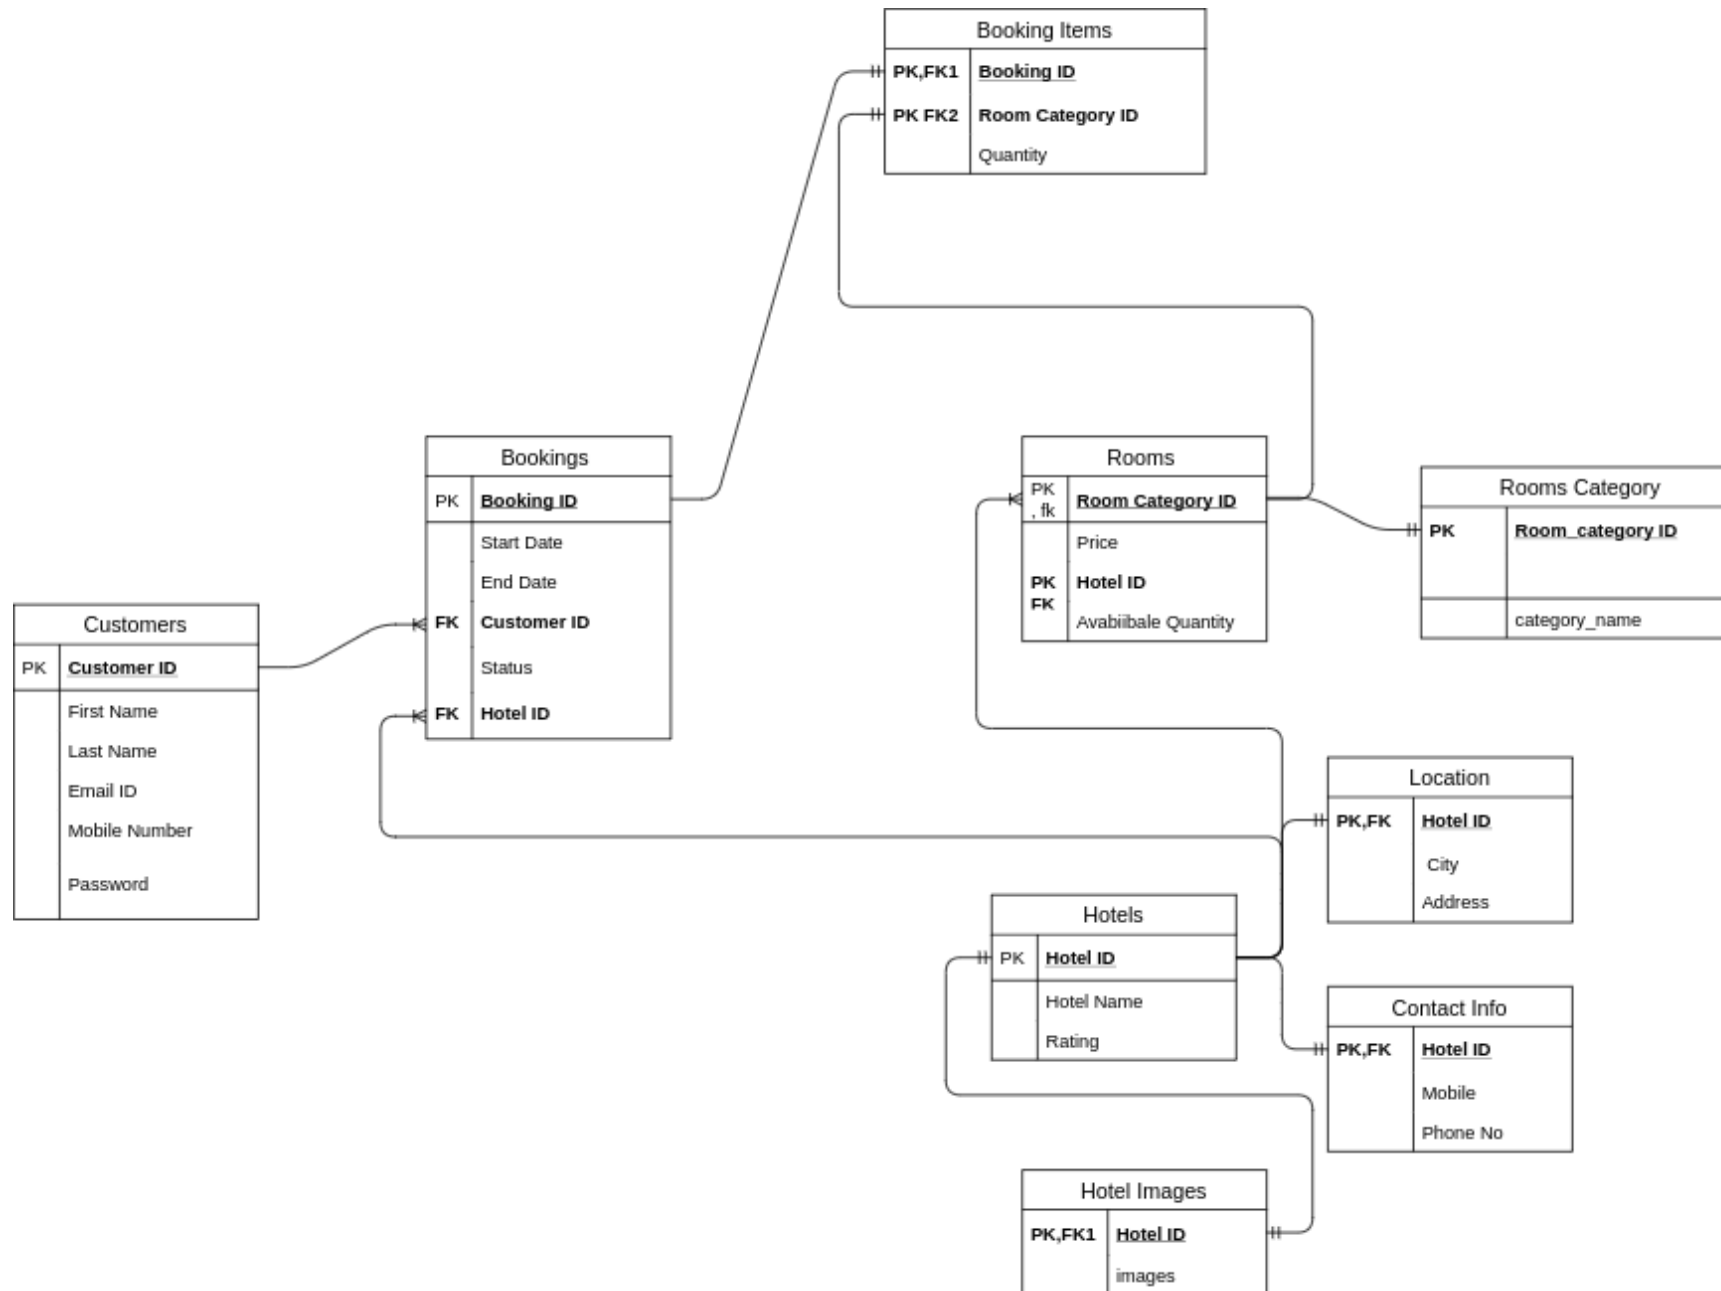 Booking Items
PK,FK1 Booking ID
PK FK2 Room Category ID
Quantity
Bookings
PK Booking ID
Start Date
End Date
FK Customer ID
Status
FK Hotel ID
Rooms
PK
, fk
Room Category ID
Price
PK
FK
Hotel ID
Avabiibale Quantity
Rooms Category
PK Room_category ID
category_name
Customers
PK Customer ID
First Name
Last Name
Email ID
Mobile Number
Password
Location
PK,FK Hotel ID
City
Address
Hotels
PK Hotel ID
Hotel Name
Rating
Contact Info
PK,FK Hotel ID
Mobile
Phone No
Hotel Images
PK,FK1 Hotel ID
images